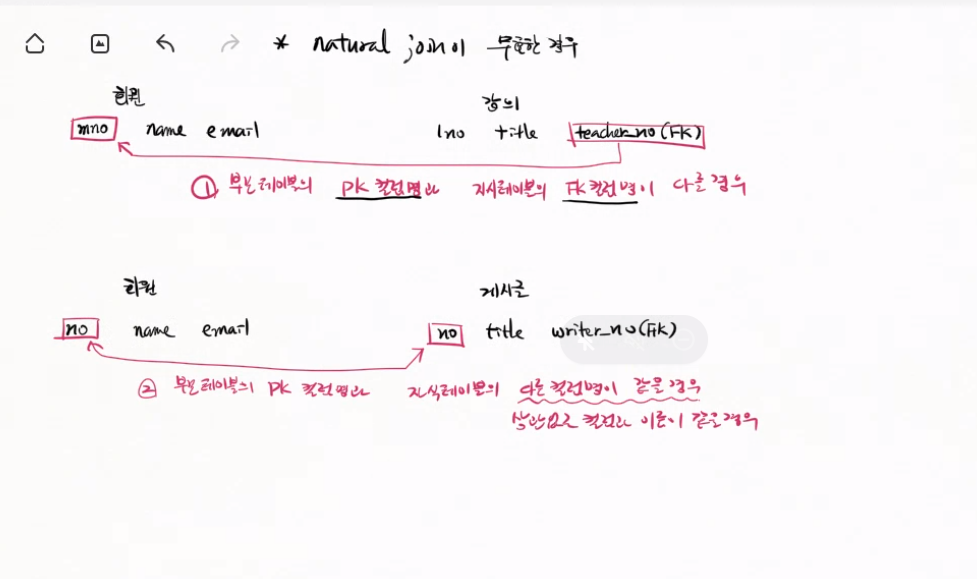 * natural join이 무효한 경우
회원 강의
mno name email lno title teacher_no(FK)
① 부모테이블의 PK 컬럼명과 자식테이블의 FK컬럼명이 다를 경우
회원 게시글
no name email no title writer_no(FK)
② 부모테이블의 PK 컬럼명과 자식테이블의 다른 컬럼명이 같을 경우
상관없는 컬럼과 이름이 같은 경우